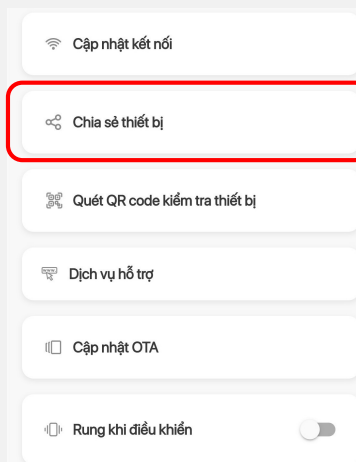 Cập nhật kết nối
Chia sẻ thiết bị
Quét QR code kiểm tra thiết bị
www.
Dịch vụ hỗ trợ
Cập nhật OTA
Rung khi điều khiển